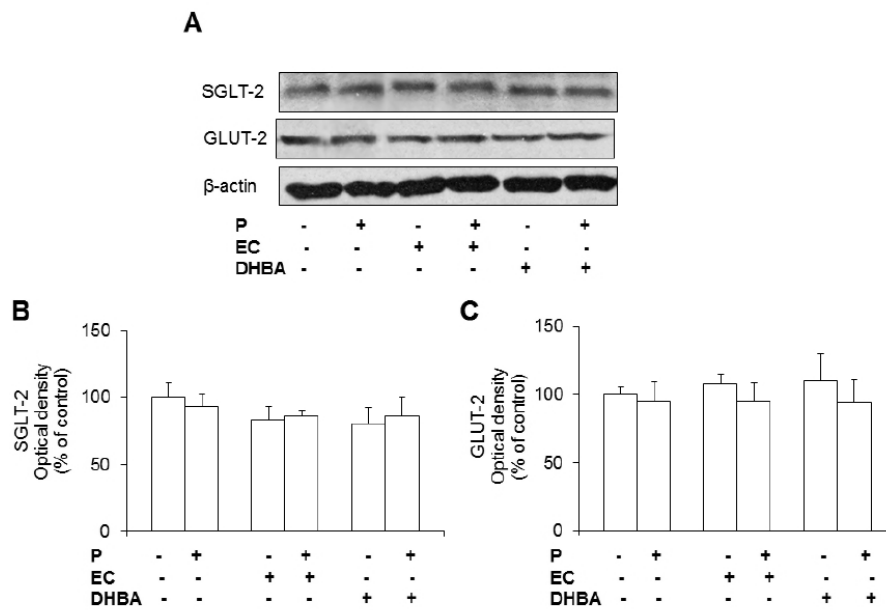 A
SGLT-2
GLUT-2
β-actin
P - + - + - +
EC - - + + - -
DHBA - - - - + +
B
SGLT-2
Optical density
(% of control)
150
100
50
0
P - + - + - +
EC - - + + - -
DHBA - - - - + +
C
GLUT-2
Optical density
(% of control)
150
100
50
0
P - + - + - +
EC - - + + - -
DHBA - - - - + +